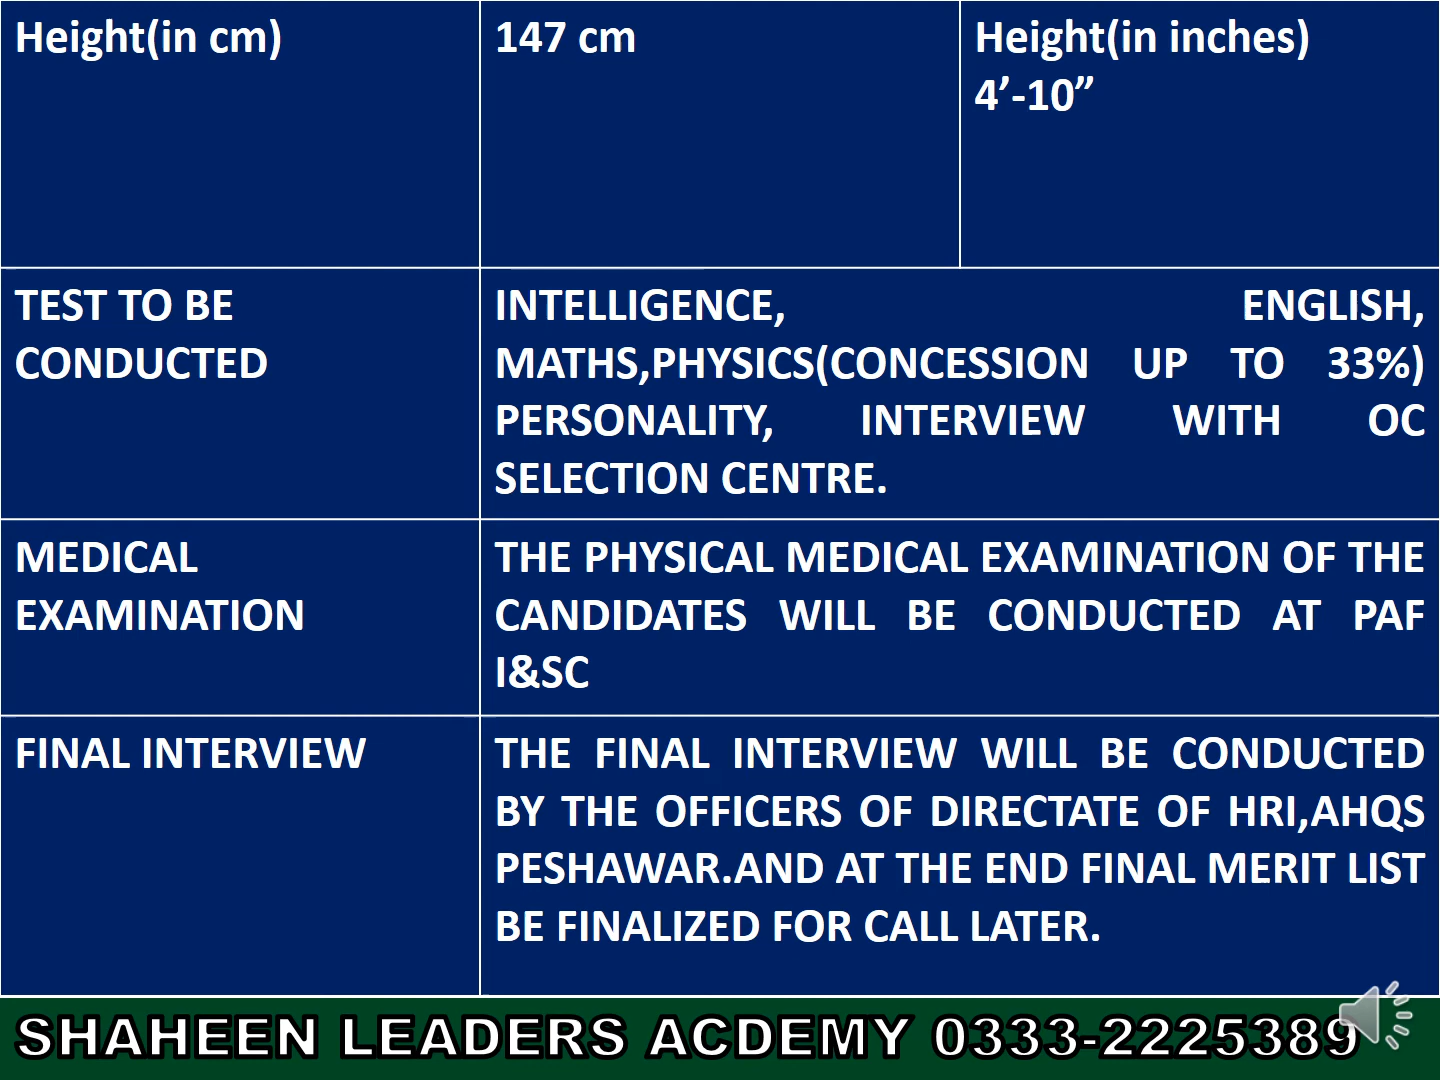 Height(in cm)
147 cm
Height(in inches)
4’-10”
TEST TO BE
CONDUCTED
INTELLIGENCE, ENGLISH,
MATHS,PHYSICS(CONCESSION UP TO 33%)
PERSONALITY, INTERVIEW WITH OC
SELECTION CENTRE.
MEDICAL
EXAMINATION
THE PHYSICAL MEDICAL EXAMINATION OF THE
CANDIDATES WILL BE CONDUCTED AT PAF
I&SC
FINAL INTERVIEW
THE FINAL INTERVIEW WILL BE CONDUCTED
BY THE OFFICERS OF DIRECTATE OF HRI,AHQS
PESHAWAR.AND AT THE END FINAL MERIT LIST
BE FINALIZED FOR CALL LATER.
SHAHEEN LEADERS ACDEMY 0333-2225389